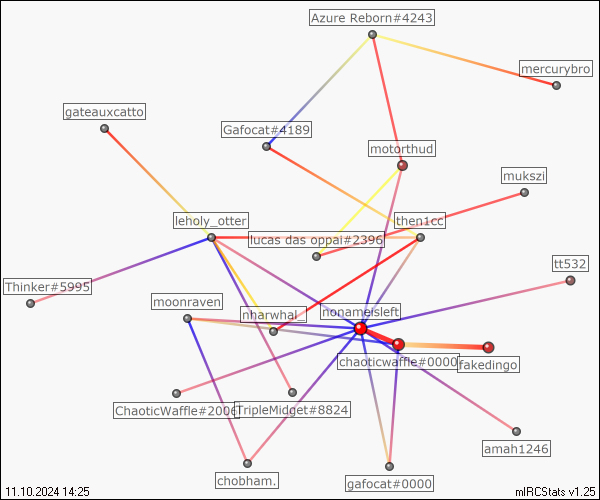 Azure Reborn#4243
mercurybro
gateauxcatto
Gafocat#4189
motorthud
mukszi
leholy_otter
then1cc
lucas das oppai#2396
tt532
Thinker#5995
moonraven
nharwhal_
nonameisleft
chaoticwaffle#0000
fakedingo
ChaoticWaffle#2006
TripleMidget#8824
amah1246
chobham.
gafocat#0000
11.10.2024 14:25
mIRCStats v1.25